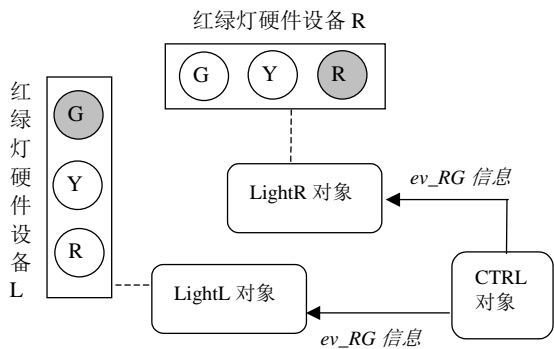 红绿灯硬件设备 R
G Y R
红绿灯硬件设备 L
G
Y
R
LightR 对象
ev_RG 信息
LightL 对象
CTRL
对象
ev_RG 信息